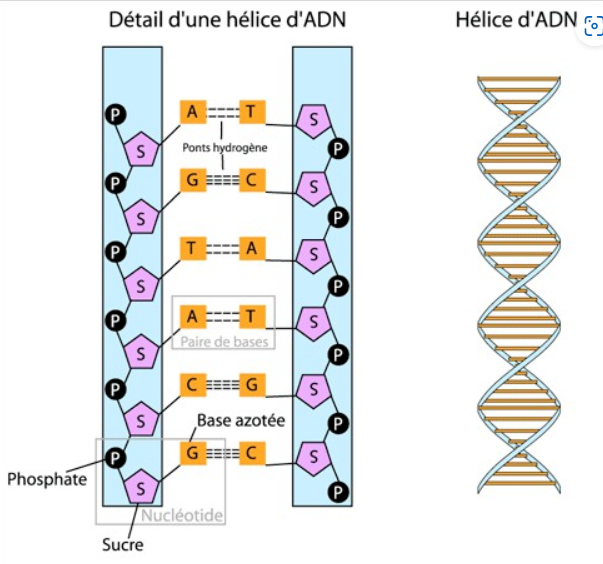 Détail d'une hélice d'ADN
Hélice d'ADN
P
A T
S
S
P
Ponts hydrogène
P
G C
S
S
P
P
T A
S
S
P
P
A T
S
S
Paire de bases
P
P
C G
S
S
P
Base azotée
P
G C
S
Phosphate
S
P
Nucléotide
Sucre